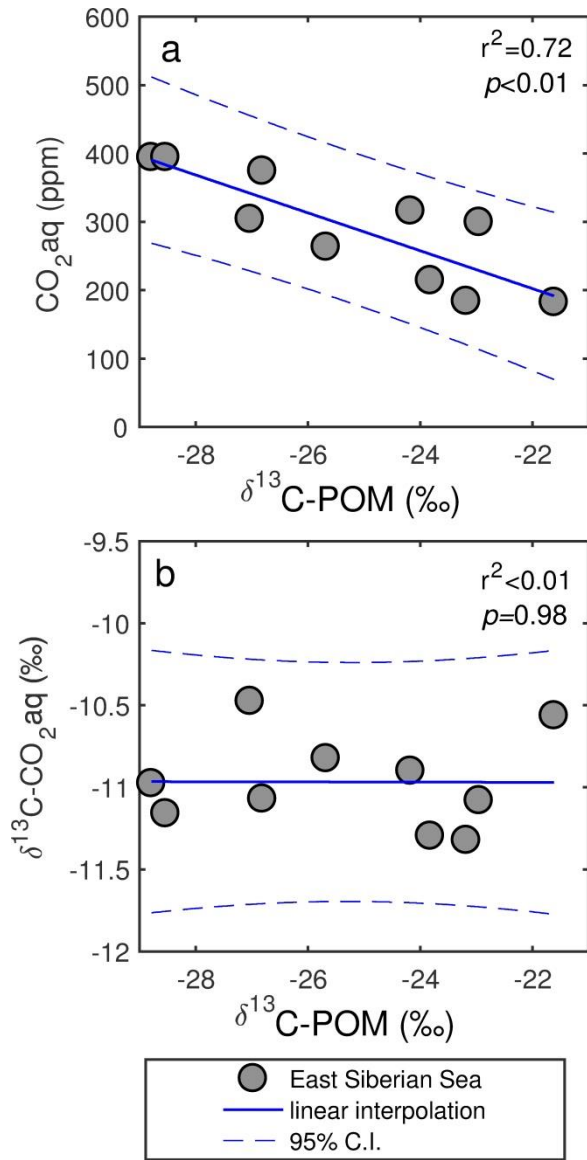 a
r²=0.72
p<0.01
600
500
400
300
200
100
0
CO₂aq (ppm)
-28 -26 -24 -22
δ¹³C-POM (‰)
b
r²<0.01
p=0.98
-9.5
-10
-10.5
-11
-11.5
-12
δ¹³C-CO₂aq (‰)
-28 -26 -24 -22
δ¹³C-POM (‰)
East Siberian Sea
linear interpolation
95% C.I.